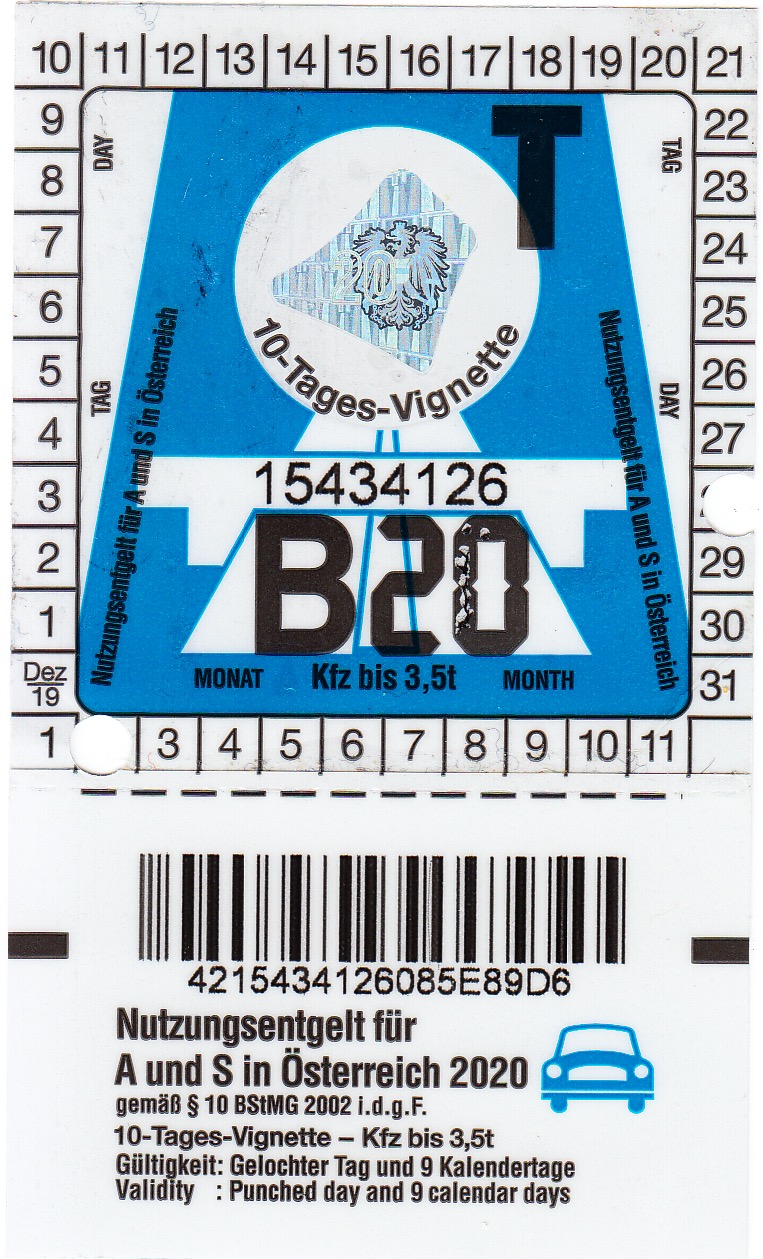 10 11 12 13 14 15 16 17 18 19 20 21
9
8
7
6
5
4
3
2
1
Dez
19
22
23
24
25
26
27
29
30
31
DAY
TAG
TAG
DAY
T
20
10-Tages-Vignette
Nutzungsentgelt für A und S in Österreich
Nutzungsentgelt für A und S in Österreich
15434126
B20
MONAT Kfz bis 3,5t MONTH
1 3 4 5 6 7 8 9 10 11
4215434126085E89D6
Nutzungsentgelt für
A und S in Österreich 2020
gemäß § 10 BStMG 2002 i.d.g.F.
10-Tages-Vignette – Kfz bis 3,5t
Gültigkeit: Gelochter Tag und 9 Kalendertage
Validity : Punched day and 9 calendar days